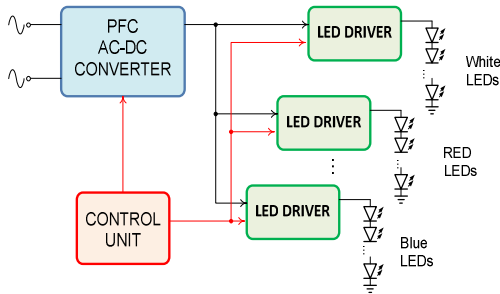 PFC
AC-DC
CONVERTER
LED DRIVER
White
LEDs
LED DRIVER
RED
LEDs
CONTROL
UNIT
LED DRIVER
Blue
LEDs